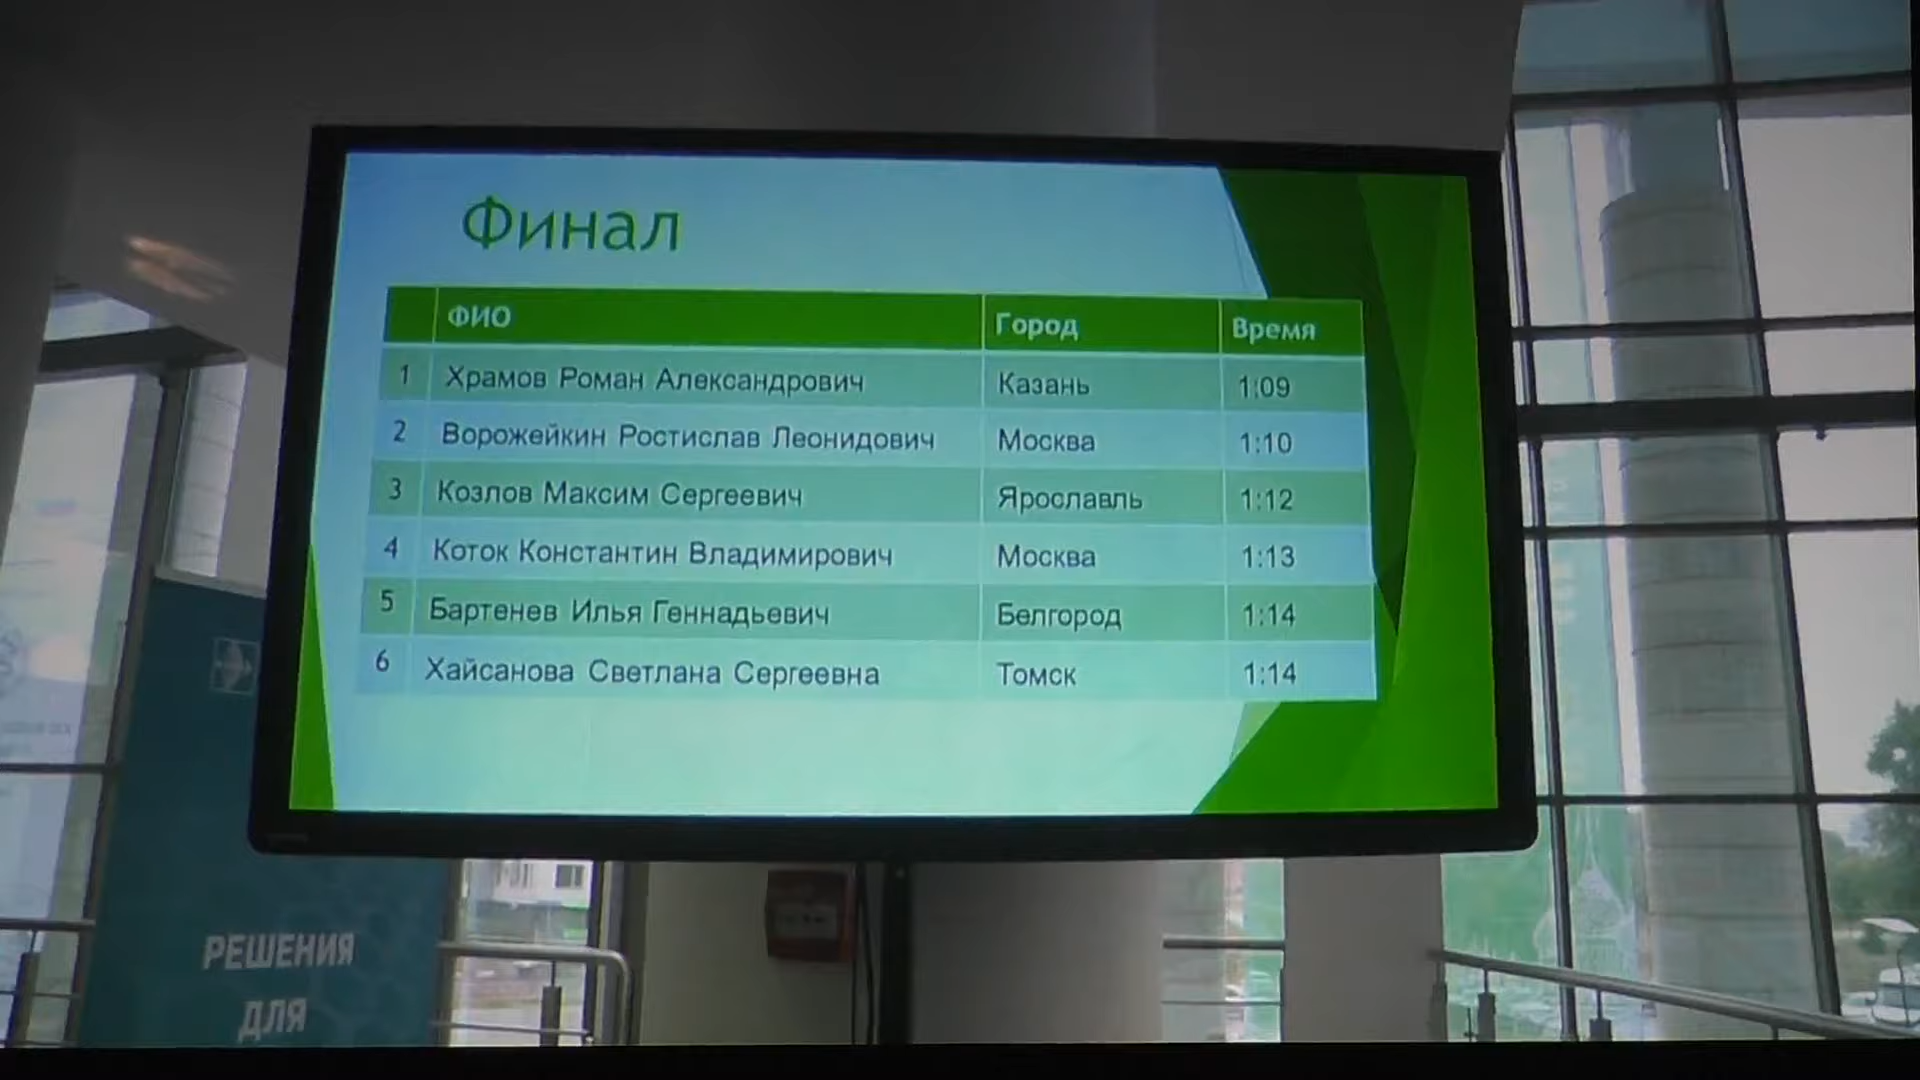 Финал
ФИО Город Время
1 Храмов Роман Александрович Казань 1:09
2 Ворожейкин Ростислав Леонидович Москва 1:10
3 Козлов Максим Сергеевич Ярославль 1:12
4 Коток Константин Владимирович Москва 1:13
5 Бартенев Илья Геннадьевич Белгород 1:14
6 Хайсанова Светлана Сергеевна Томск 1:14
РЕШЕНИЯ
ДЛЯ